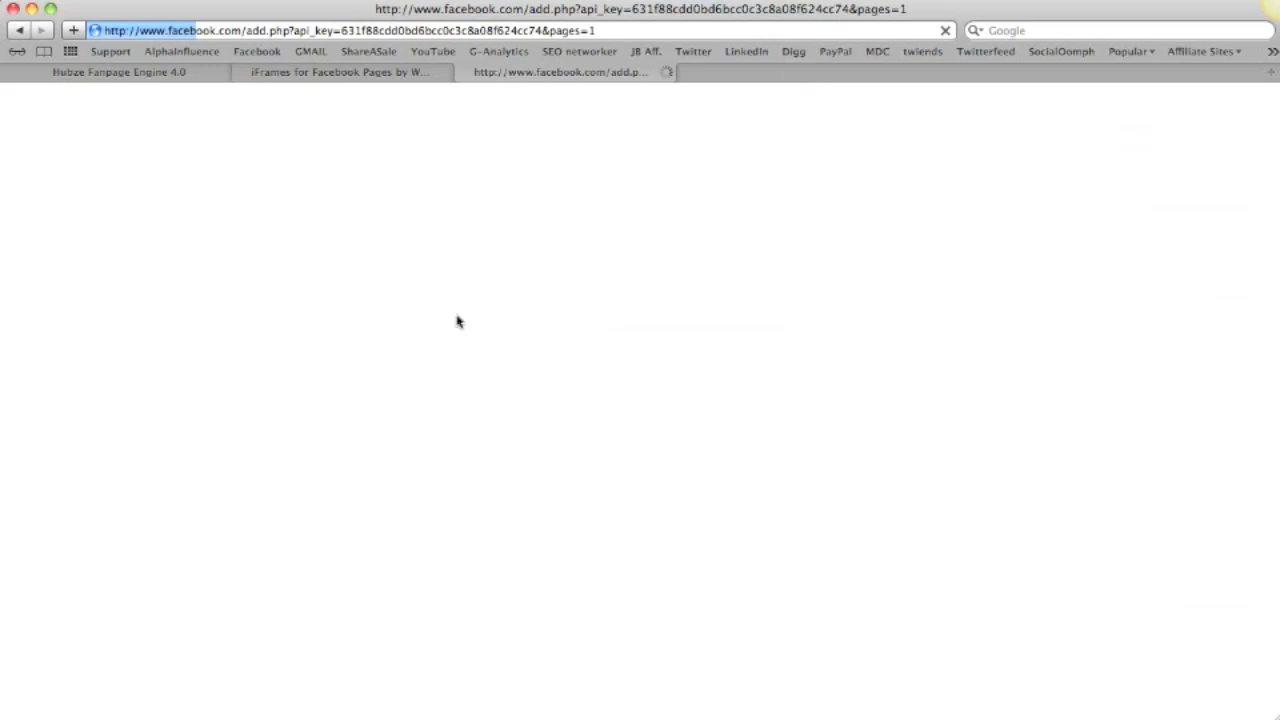 http://www.facebook.com/add.php?api_key=631f88cdd0bd6bcc0c3c8a08f624cc74&pages=1
http://www.facebook.com/add.php?api_key=631f88cdd0bd6bcc0c3c8a08f624cc74&pages=1 Google
Support AlphaInfluence Facebook GMAIL ShareASale YouTube G-Analytics SEO networker JB Aff. Twitter LinkedIn Digg PayPal MDC twiends Twitterfeed SocialOomph Popular Affiliate Sites
Hubze Fanpage Engine 4.0 iFrames for Facebook Pages by W... http://www.facebook.com/add.p...